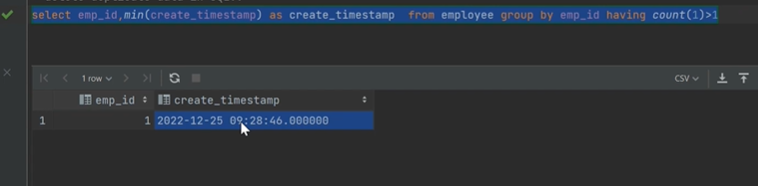 select emp_id,min(create_timestamp) as create_timestamp from employee group by emp_id having count(1)>1
1 row
CSV
emp_id create_timestamp
1 1 2022-12-25 09:28:46.000000